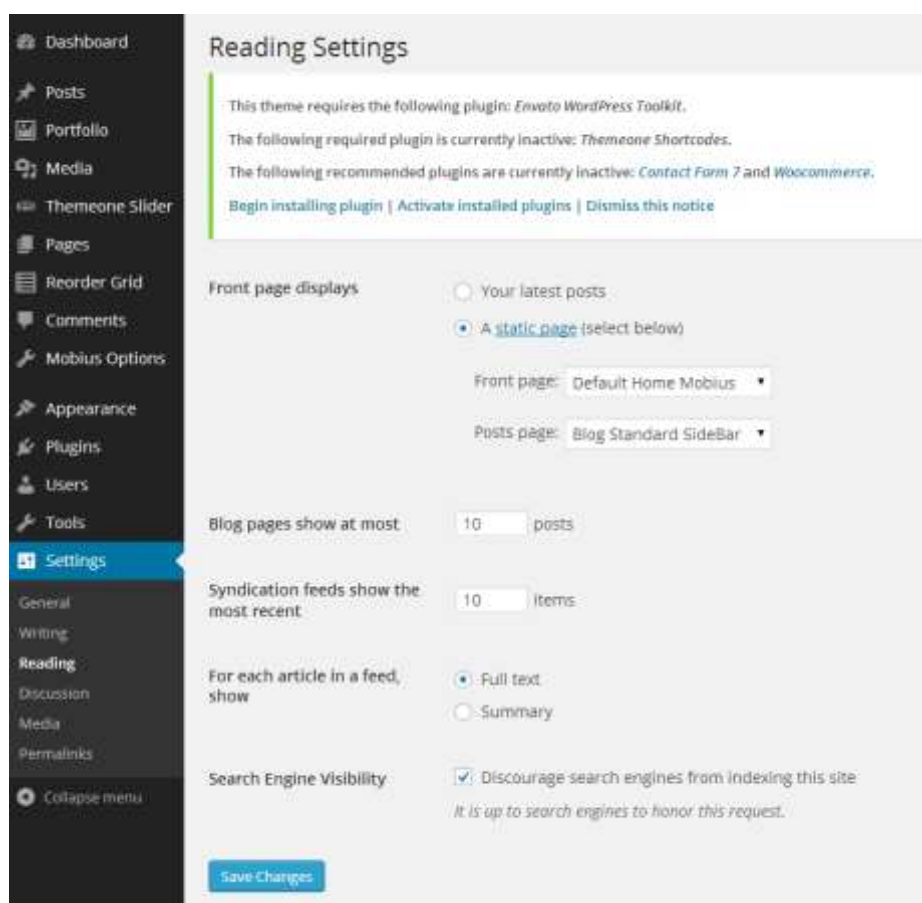 Dashboard
Posts
Portfolio
Media
Themeone Slider
Pages
Reorder Grid
Comments
Mobius Options
Appearance
Plugins
Users
Tools
Settings
General
Writing
Reading
Discussion
Media
Permalinks
Collapse menu
Reading Settings
This theme requires the following plugin: Envato WordPress Toolkit.
The following required plugin is currently inactive: Themeone Shortcodes.
The following recommended plugins are currently inactive: Contact Form 7 and Woocommerce.
Begin installing plugin | Activate installed plugins | Dismiss this notice
Front page displays
Your latest posts
A static page (select below)
Front page: Default Home Mobius
Posts page: Blog Standard SideBar
Blog pages show at most 10 posts
Syndication feeds show the
most recent
10 items
For each article in a feed,
show
Full text
Summary
Search Engine Visibility
Discourage search engines from indexing this site
It is up to search engines to honor this request.
Save Changes